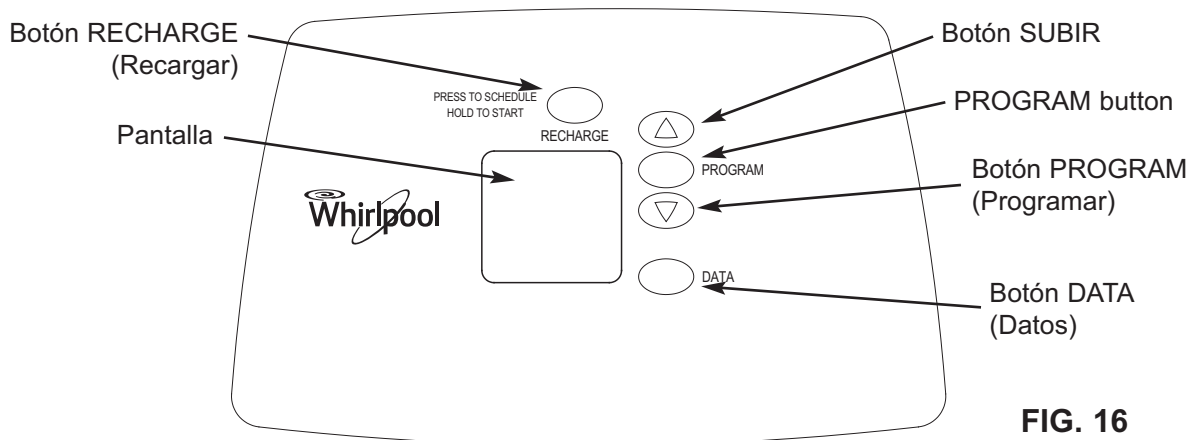 Botón RECHARGE
(Recargar)
Pantalla
PRESS TO SCHEDULE
HOLD TO START
RECHARGE
PROGRAM
DATA
Whirlpool
Botón SUBIR
PROGRAM button
Botón PROGRAM
(Programar)
Botón DATA
(Datos)
FIG. 16